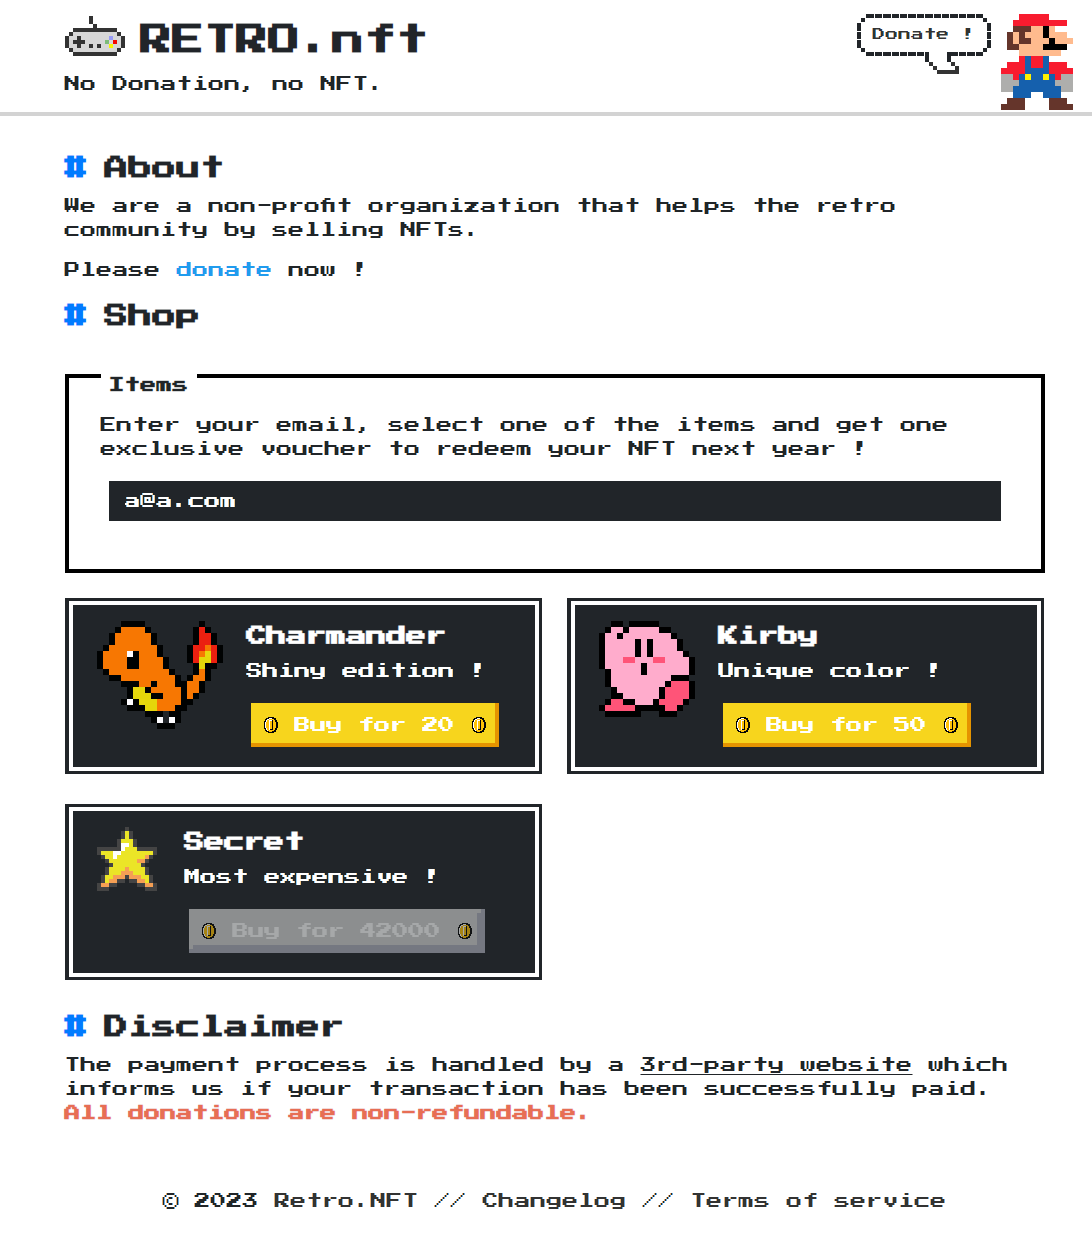 RETRO.nft
Donate !
No Donation, no NFT.
# About
We are a non-profit organization that helps the retro
community by selling NFTs.
Please donate now !
# Shop
Items
Enter your email, select one of the items and get one
exclusive voucher to redeem your NFT next year !
a@a.com
Charmander
Shiny edition !
Buy for 20
Kirby
Unique color !
Buy for 50
Secret
Most expensive !
Buy for 42000
# Disclaimer
The payment process is handled by a 3rd-party website which
informs us if your transaction has been successfully paid.
All donations are non-refundable.
© 2023 Retro.NFT // Changelog // Terms of service